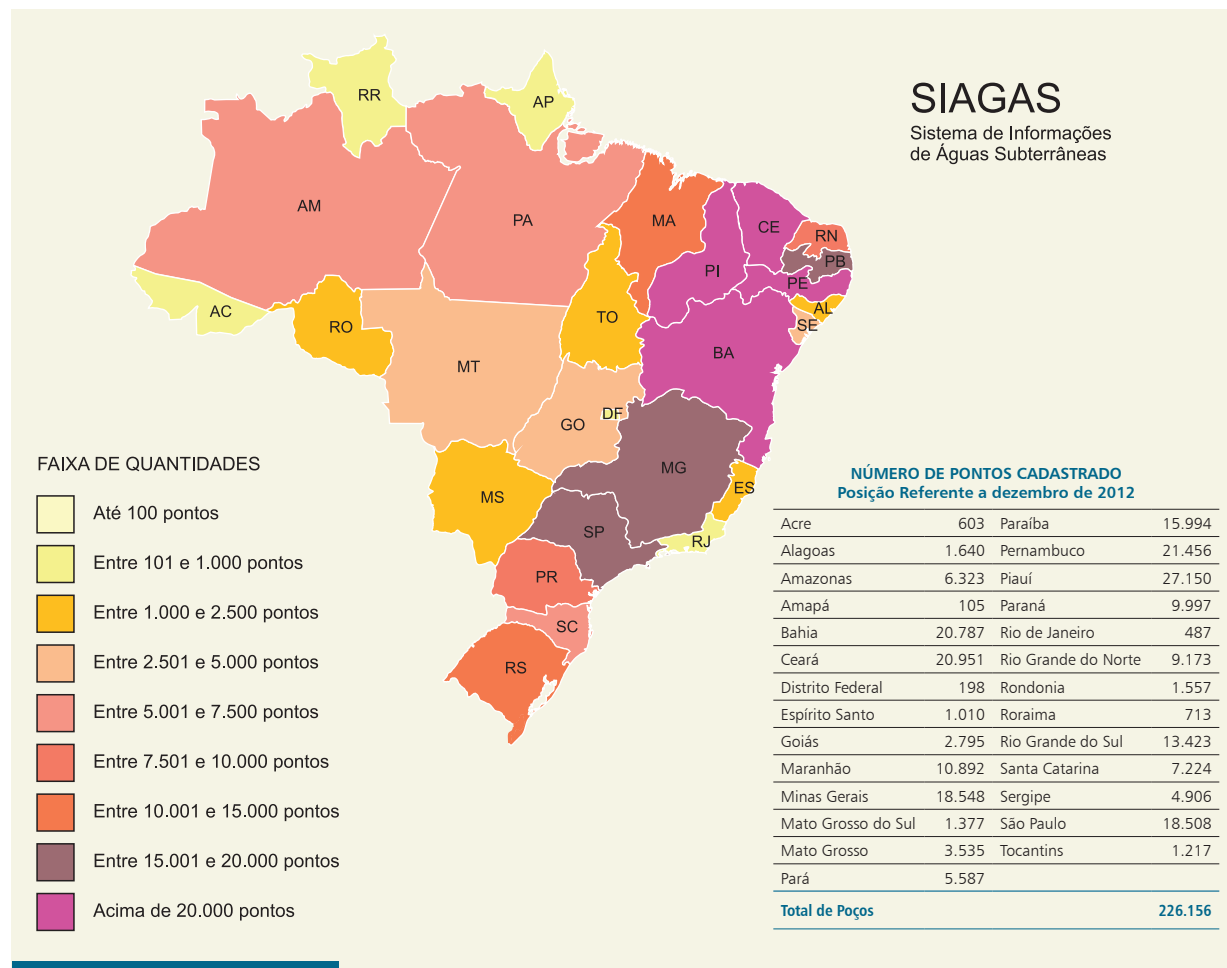 SIAGAS
Sistema de Informações
de Águas Subterrâneas
RR
AP
AM
PA
MA
CE
RN
PB
PI
PE
AL
SE
AC
RO
TO
BA
MT
DF
GO
MG
ES
MS
SP
RJ
PR
SC
RS
FAIXA DE QUANTIDADES
Até 100 pontos
Entre 101 e 1.000 pontos
Entre 1.000 e 2.500 pontos
Entre 2.501 e 5.000 pontos
Entre 5.001 e 7.500 pontos
Entre 7.501 e 10.000 pontos
Entre 10.001 e 15.000 pontos
Entre 15.001 e 20.000 pontos
Acima de 20.000 pontos
NÚMERO DE PONTOS CADASTRADO
Posição Referente a dezembro de 2012
Acre 603 Paraíba 15.994
Alagoas 1.640 Pernambuco 21.456
Amazonas 6.323 Piauí 27.150
Amapá 105 Paraná 9.997
Bahia 20.787 Rio de Janeiro 487
Ceará 20.951 Rio Grande do Norte 9.173
Distrito Federal 198 Rondonia 1.557
Espírito Santo 1.010 Roraima 713
Goiás 2.795 Rio Grande do Sul 13.423
Maranhão 10.892 Santa Catarina 7.224
Minas Gerais 18.548 Sergipe 4.906
Mato Grosso do Sul 1.377 São Paulo 18.508
Mato Grosso 3.535 Tocantins 1.217
Pará 5.587
Total de Poços 226.156